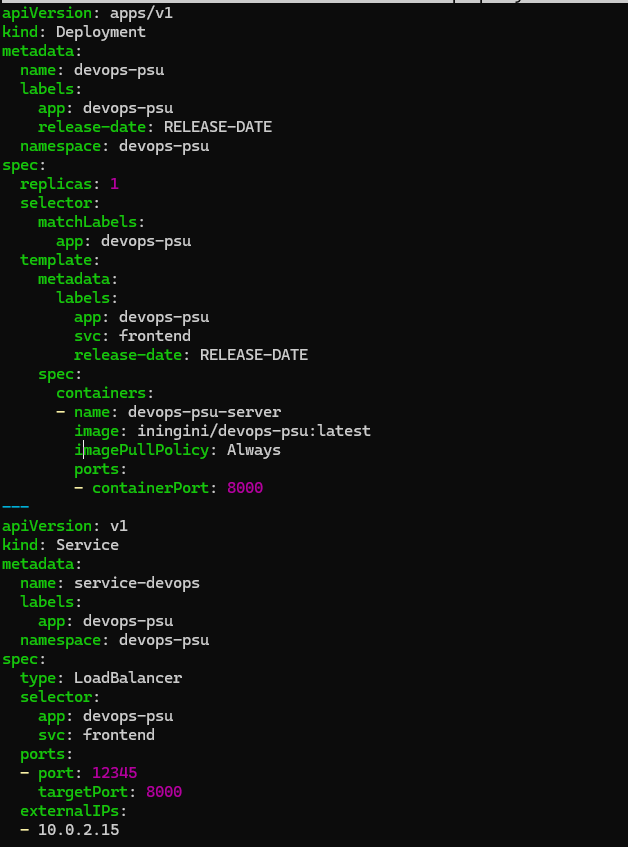 apiVersion: apps/v1
kind: Deployment
metadata:
  name: devops-psu
  labels:
    app: devops-psu
    release-date: RELEASE-DATE
  namespace: devops-psu
spec:
  replicas: 1
  selector:
    matchLabels:
      app: devops-psu
  template:
    metadata:
      labels:
        app: devops-psu
        svc: frontend
        release-date: RELEASE-DATE
    spec:
      containers:
      - name: devops-psu-server
        image: iningini/devops-psu:latest
        imagePullPolicy: Always
        ports:
        - containerPort: 8000
---
apiVersion: v1
kind: Service
metadata:
  name: service-devops
  labels:
    app: devops-psu
  namespace: devops-psu
spec:
  type: LoadBalancer
  selector:
    app: devops-psu
    svc: frontend
  ports:
  - port: 12345
    targetPort: 8000
  externalIPs:
  - 10.0.2.15